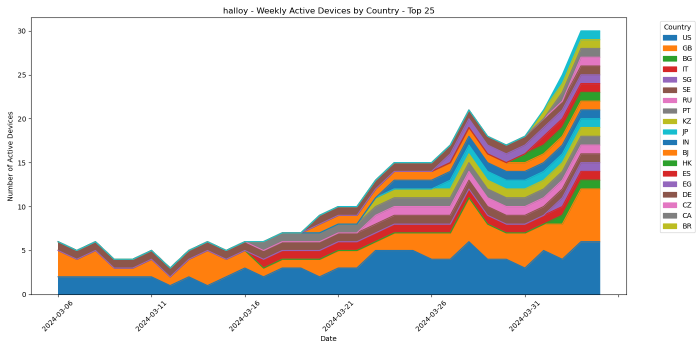 halloy - Weekly Active Devices by Country - Top 25
Number of Active Devices
30
25
20
15
10
5
0
2024-03-06
2024-03-11
2024-03-16
2024-03-21
2024-03-26
2024-03-31
Date
Country
US
GB
BG
IT
SG
SE
RU
PT
KZ
JP
IN
BJ
HK
ES
EG
DE
CZ
CA
BR